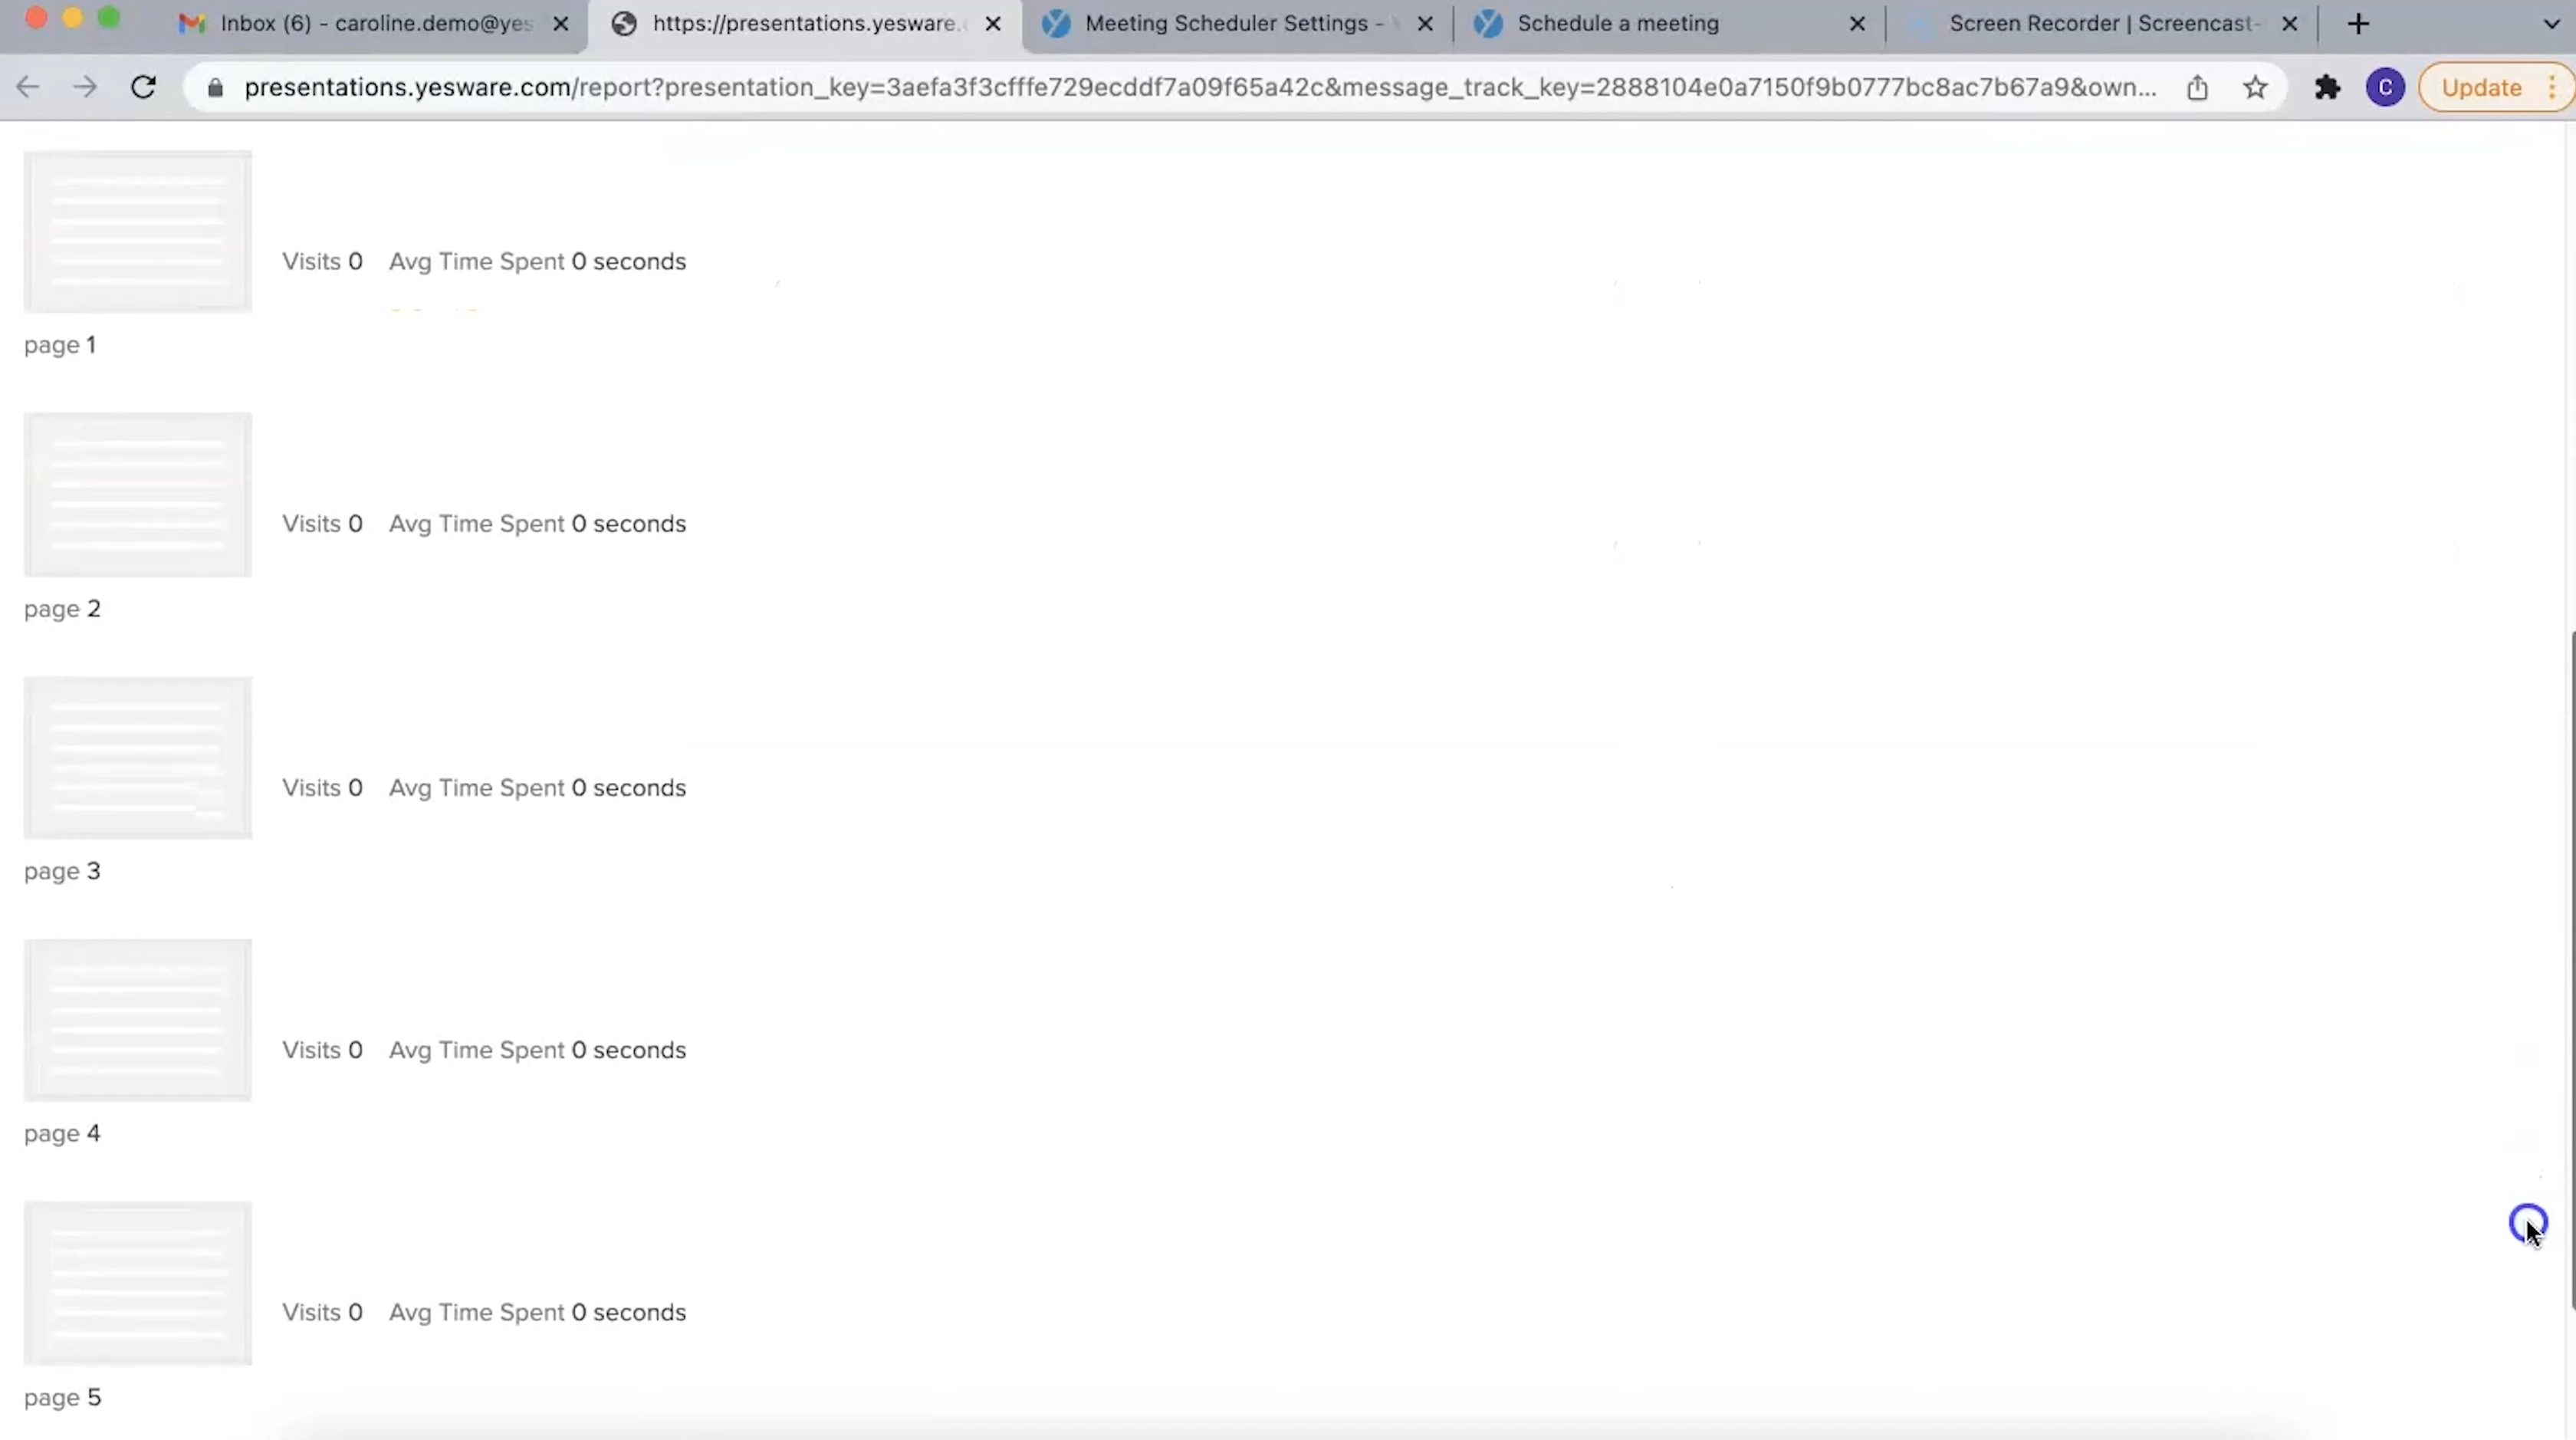 Inbox (6) - caroline.demo@yes
https://presentations.yesware.
Meeting Scheduler Settings -
Schedule a meeting
Screen Recorder | Screencast-
presentations.yesware.com/report?presentation_key=3aefa3f3cfffe729ecddf7a09f65a42c&message_track_key=2888104e0a7150f9b0777bc8ac7b67a9&own...
C
Update
Visits 0 Avg Time Spent 0 seconds
page 1
Visits 0 Avg Time Spent 0 seconds
page 2
Visits 0 Avg Time Spent 0 seconds
page 3
Visits 0 Avg Time Spent 0 seconds
page 4
Visits 0 Avg Time Spent 0 seconds
page 5